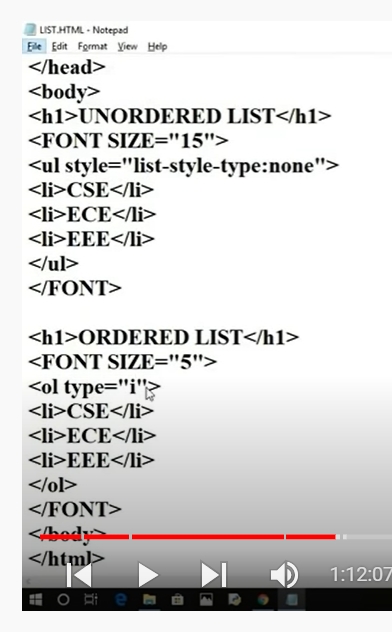 LIST.HTML - Notepad
File Edit Format View Help
</head>
<body>
<h1>UNORDERED LIST</h1>
<FONT SIZE="15">
<ul style="list-style-type:none">
<li>CSE</li>
<li>ECE</li>
<li>EEE</li>
</ul>
</FONT>
<h1>ORDERED LIST</h1>
<FONT SIZE="5">
<ol type="i">
<li>CSE</li>
<li>ECE</li>
<li>EEE</li>
</ol>
</FONT>
</body>
</html>
1:12:07